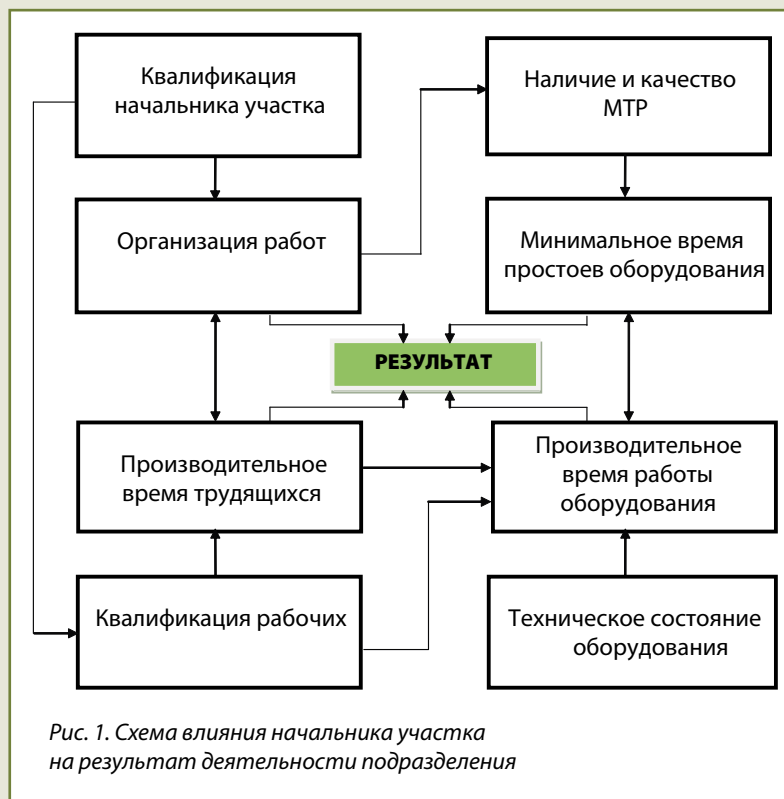 Квалификация
начальника участка
Наличие и качество
МТР
Организация работ
Минимальное время
простоев оборудования
РЕЗУЛЬТАТ
Производительное
время трудящихся
Производительное
время работы
оборудования
Квалификация рабочих
Техническое состояние
оборудования
Рис. 1. Схема влияния начальника участка
на результат деятельности подразделения